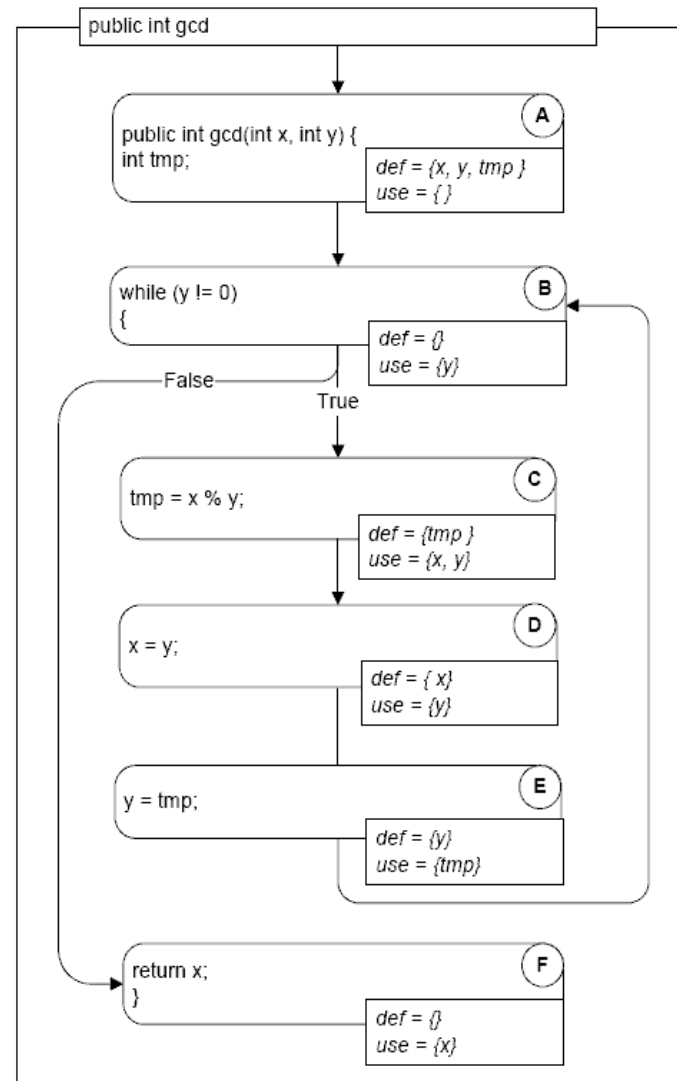 public int gcd
A
public int gcd(int x, int y) {
int tmp;
def = {x, y, tmp }
use = { }
B
while (y != 0)
{
def = {}
use = {y}
False
True
C
tmp = x % y;
def = {tmp }
use = {x, y}
D
x = y;
def = { x}
use = {y}
E
y = tmp;
def = {y}
use = {tmp}
F
return x;
}
def = {}
use = {x}